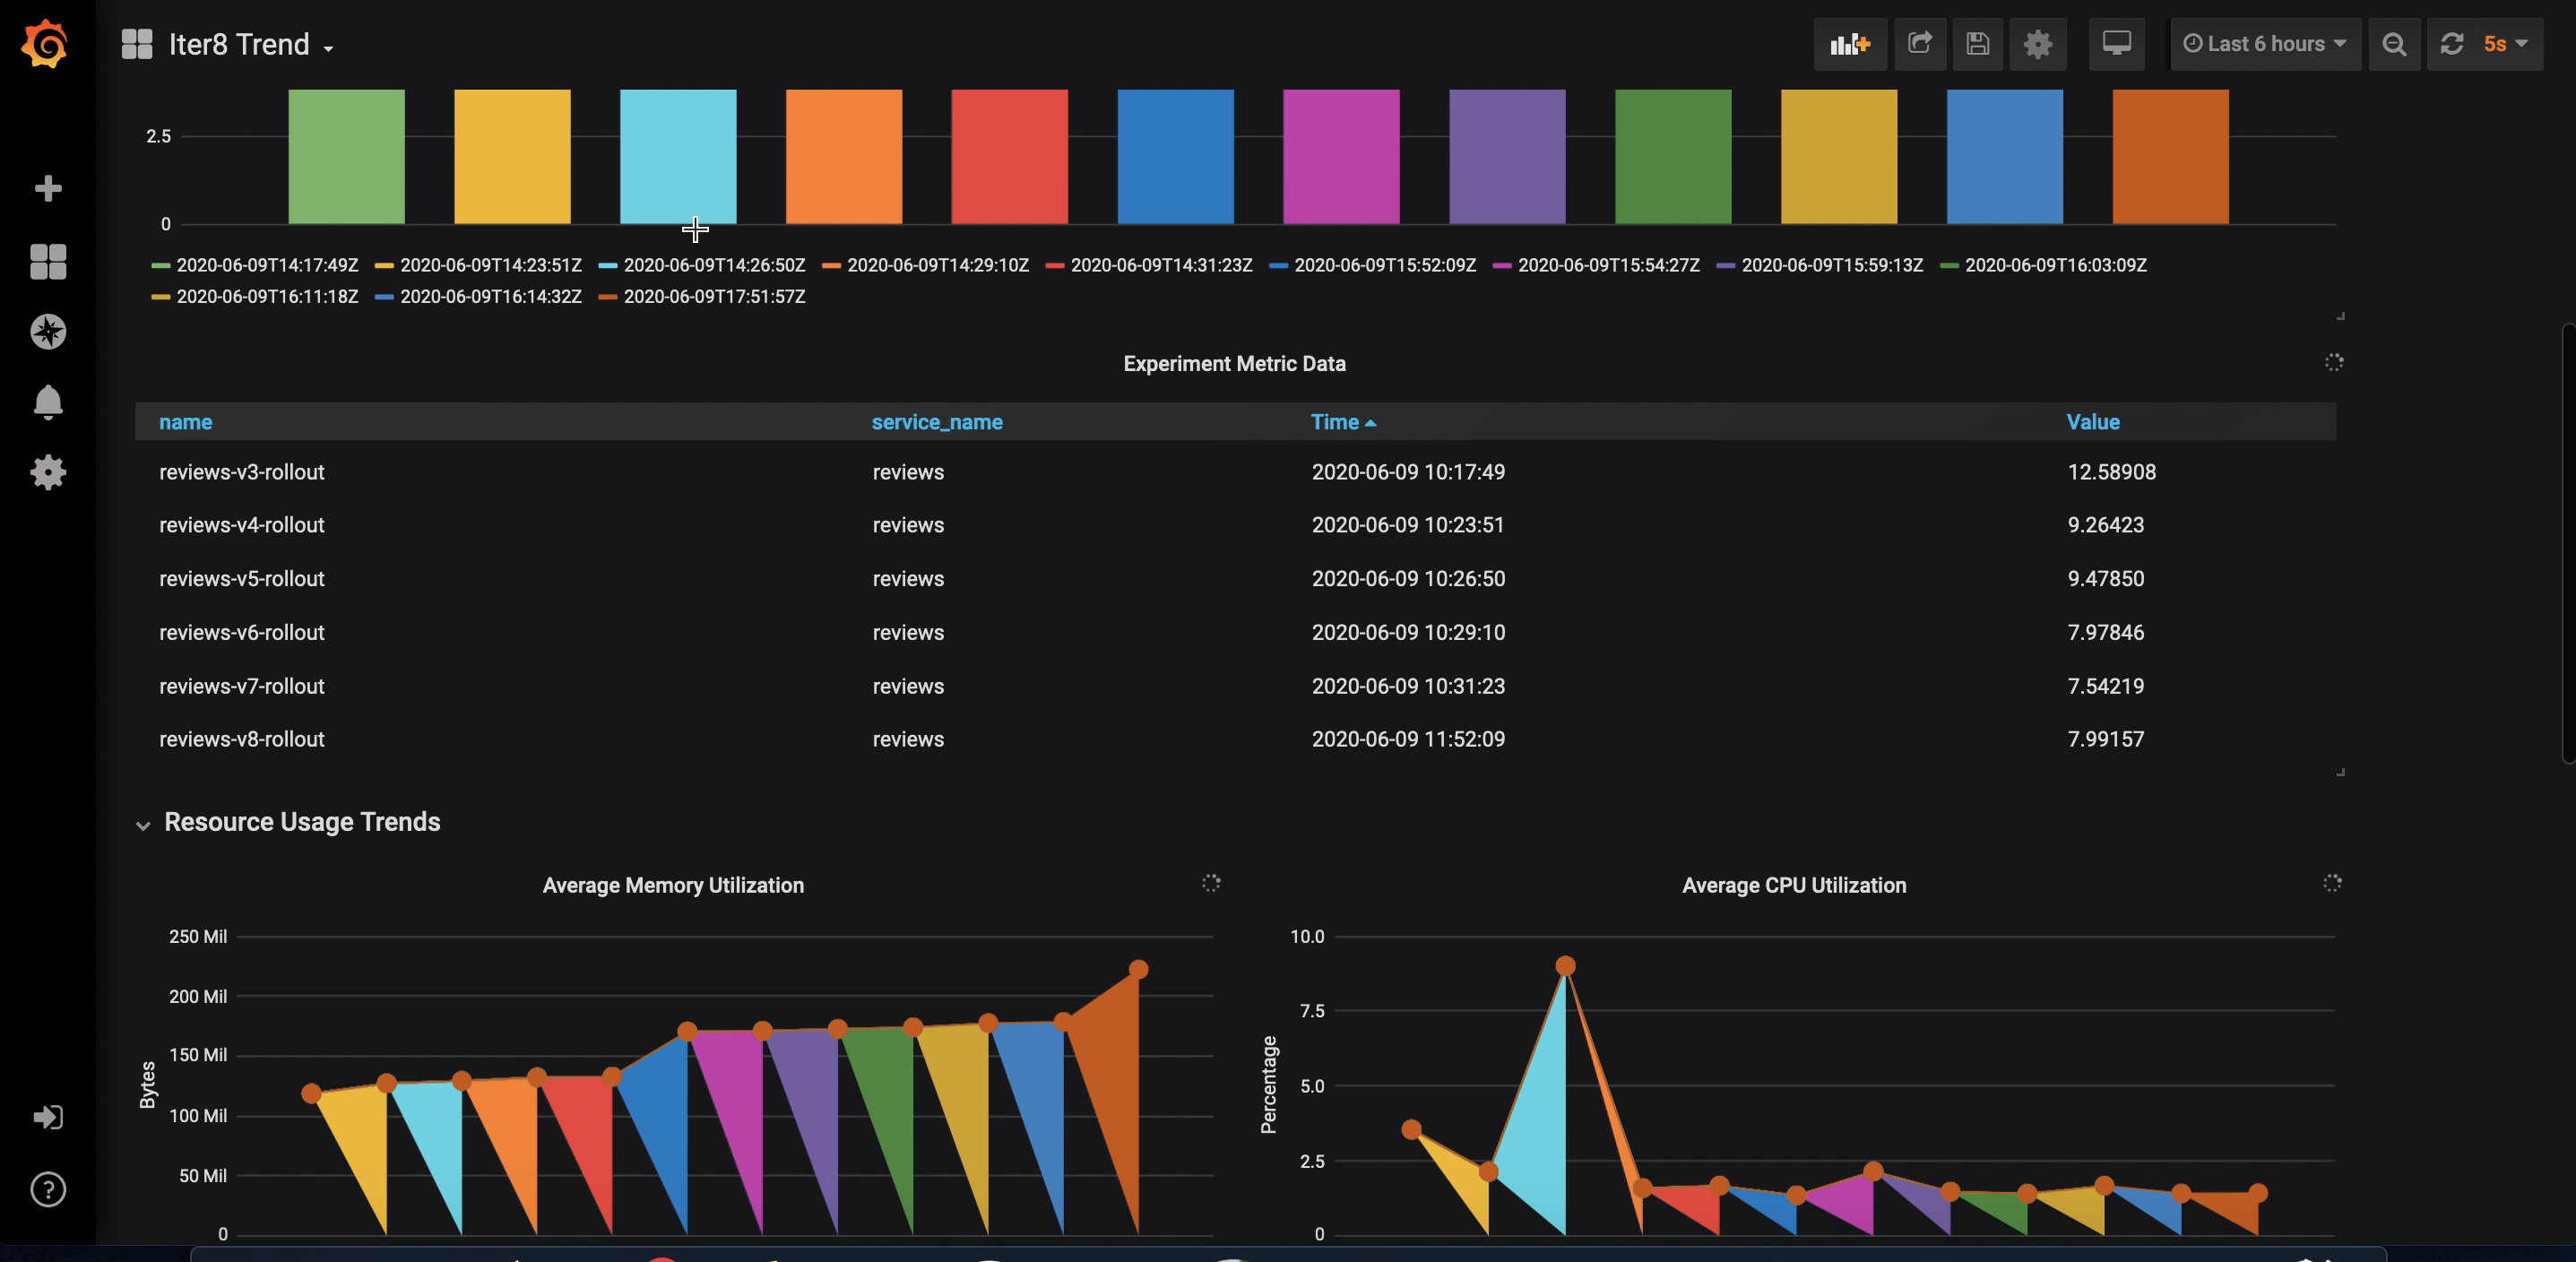 Iter8 Trend
Last 6 hours
5s
2.5
0
2020-06-09T14:17:49Z 2020-06-09T14:23:51Z 2020-06-09T14:26:50Z 2020-06-09T14:29:10Z 2020-06-09T14:31:23Z 2020-06-09T15:52:09Z 2020-06-09T15:54:27Z 2020-06-09T15:59:13Z 2020-06-09T16:03:09Z
2020-06-09T16:11:18Z 2020-06-09T16:14:32Z 2020-06-09T17:51:57Z
Experiment Metric Data
name service_name Time Value
reviews-v3-rollout reviews 2020-06-09 10:17:49 12.58908
reviews-v4-rollout reviews 2020-06-09 10:23:51 9.26423
reviews-v5-rollout reviews 2020-06-09 10:26:50 9.47850
reviews-v6-rollout reviews 2020-06-09 10:29:10 7.97846
reviews-v7-rollout reviews 2020-06-09 10:31:23 7.54219
reviews-v8-rollout reviews 2020-06-09 11:52:09 7.99157
Resource Usage Trends
Average Memory Utilization
250 Mil
200 Mil
150 Mil
100 Mil
50 Mil
0
Bytes
Average CPU Utilization
10.0
7.5
5.0
2.5
0
Percentage